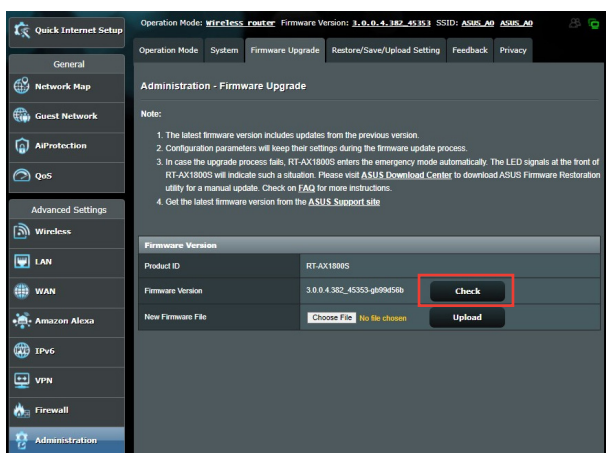 Quick Internet Setup
General
Network Map
Guest Network
AiProtection
QoS
Advanced Settings
Wireless
LAN
WAN
Amazon Alexa
IPv6
VPN
Firewall
Administration
Operation Mode: Wireless router Firmware Version: 3.0.0.4.382_45353 SSID: ASUS_A0 ASUS_A0
Operation Mode System Firmware Upgrade Restore/Save/Upload Setting Feedback Privacy
Administration - Firmware Upgrade
Note:
1. The latest firmware version includes updates from the previous version.
2. Configuration parameters will keep their settings during the firmware update process.
3. In case the upgrade process fails, RT-AX1800S enters the emergency mode automatically. The LED signals at the front of
RT-AX1800S will indicate such a situation. Please visit ASUS Download Center to download ASUS Firmware Restoration
utility for a manual update. Check on FAQ for more instructions.
4. Get the latest firmware version from the ASUS Support site
Firmware Version
Product ID RT-AX1800S
Firmware Version 3.0.0.4.382_45353-gb99d56b Check
New Firmware File Choose File No file chosen Upload